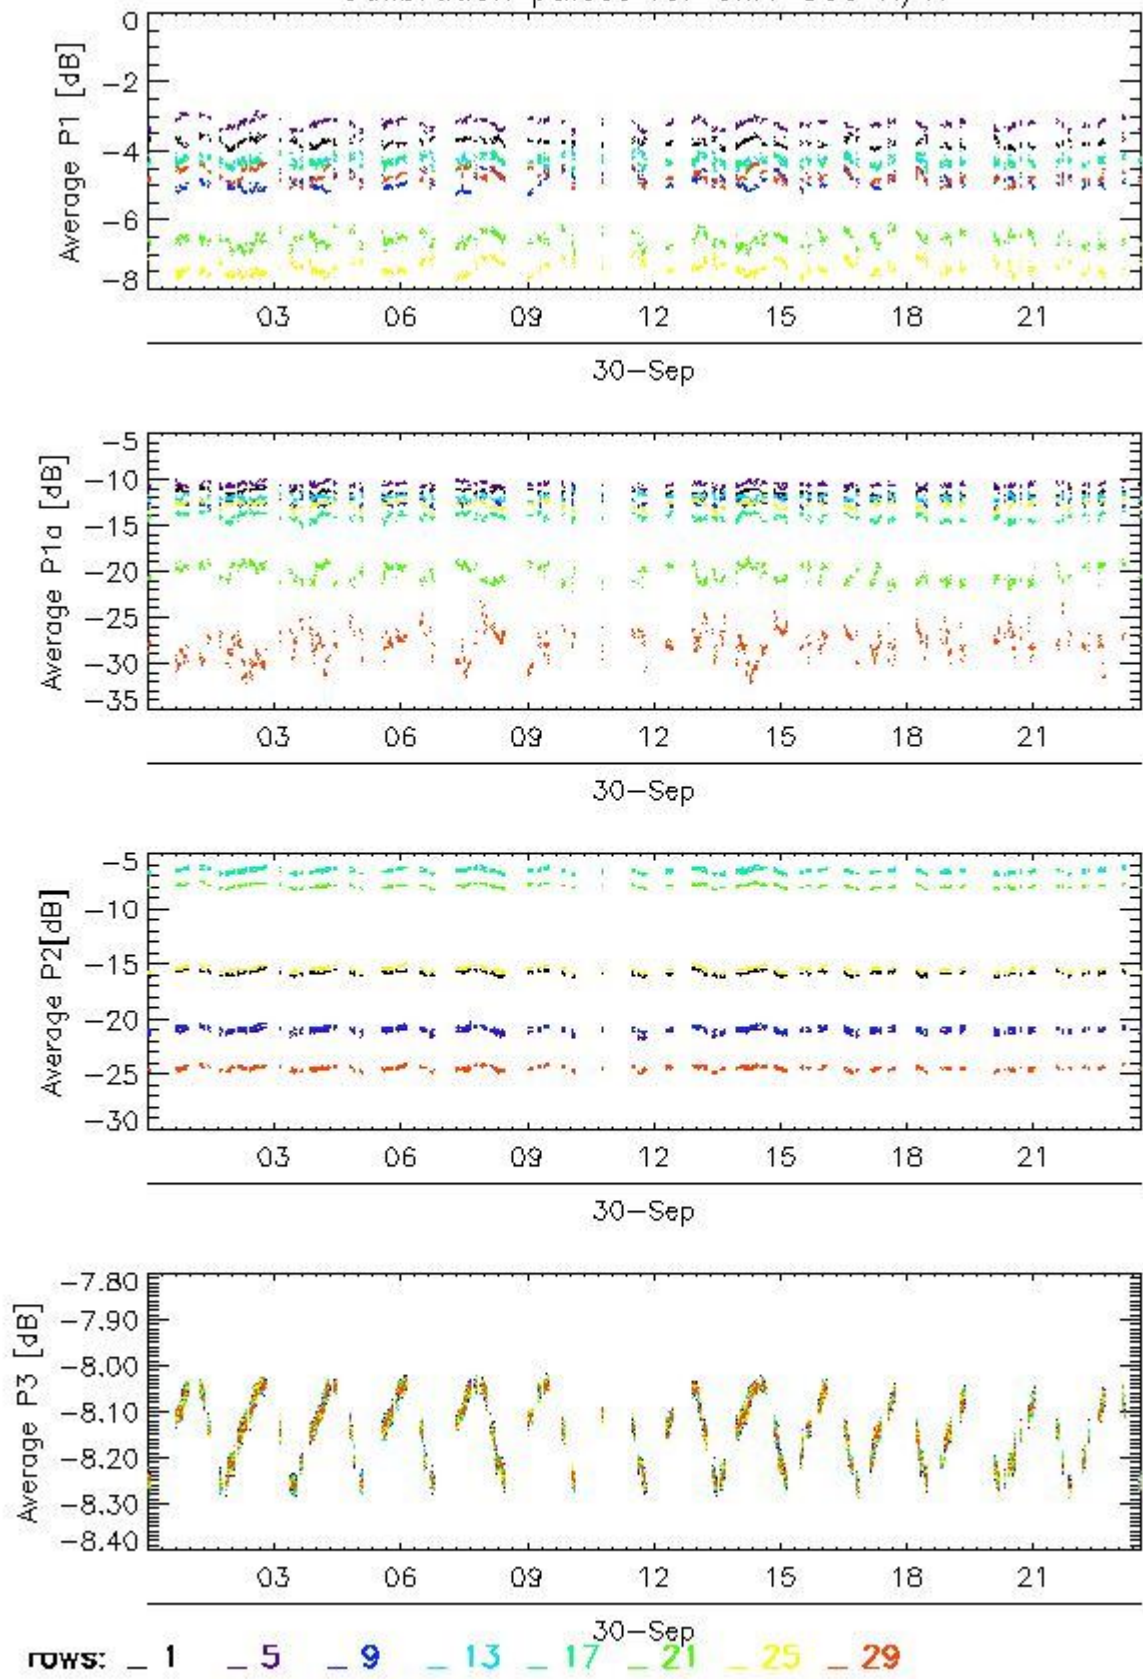 0
-2
-4
-6
-8
Average P1 [dB]
03 06 09 12 15 18 21
30-Sep
-5
-10
-15
-20
-25
-30
-35
Average P1a [dB]
03 06 09 12 15 18 21
30-Sep
-5
-10
-15
-20
-25
-30
Average P2[dB]
03 06 09 12 15 18 21
30-Sep
-7.80
-7.90
-8.00
-8.10
-8.20
-8.30
-8.40
Average P3 [dB]
03 06 09 12 15 18 21
30-Sep
rows: _ 1 _ 5 _ 9 _ 13 _ 17 _ 21 _ 25 _ 29